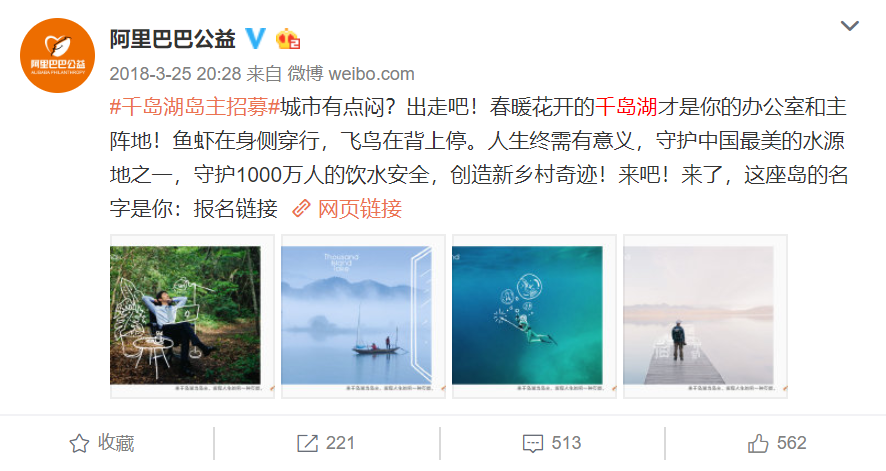 阿里巴巴公益
ALIBABA PHILANTHROPY
阿里巴巴公益
2018-3-25 20:28 来自 微博 weibo.com
#千岛湖岛主招募#城市有点闷？出走吧！春暖花开的千岛湖才是你的办公室和主
阵地！鱼虾在身侧穿行，飞鸟在背上停。人生终需有意义，守护中国最美的水源
地之一，守护1000万人的饮水安全，创造新乡村奇迹！来吧！来了，这座岛的名
字是你：报名链接 网页链接
Thousand
Island
lake
收藏
221
513
562